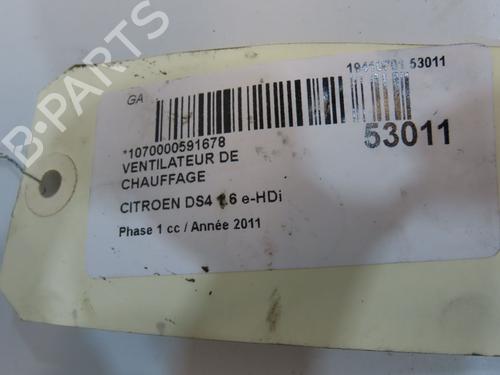 GA
53011
53011
*1070000591678
VENTILATEUR DE
CHAUFFAGE
CITROEN DS4 1.6 e-HDi
Phase 1 cc / Année 2011
B-PARTS